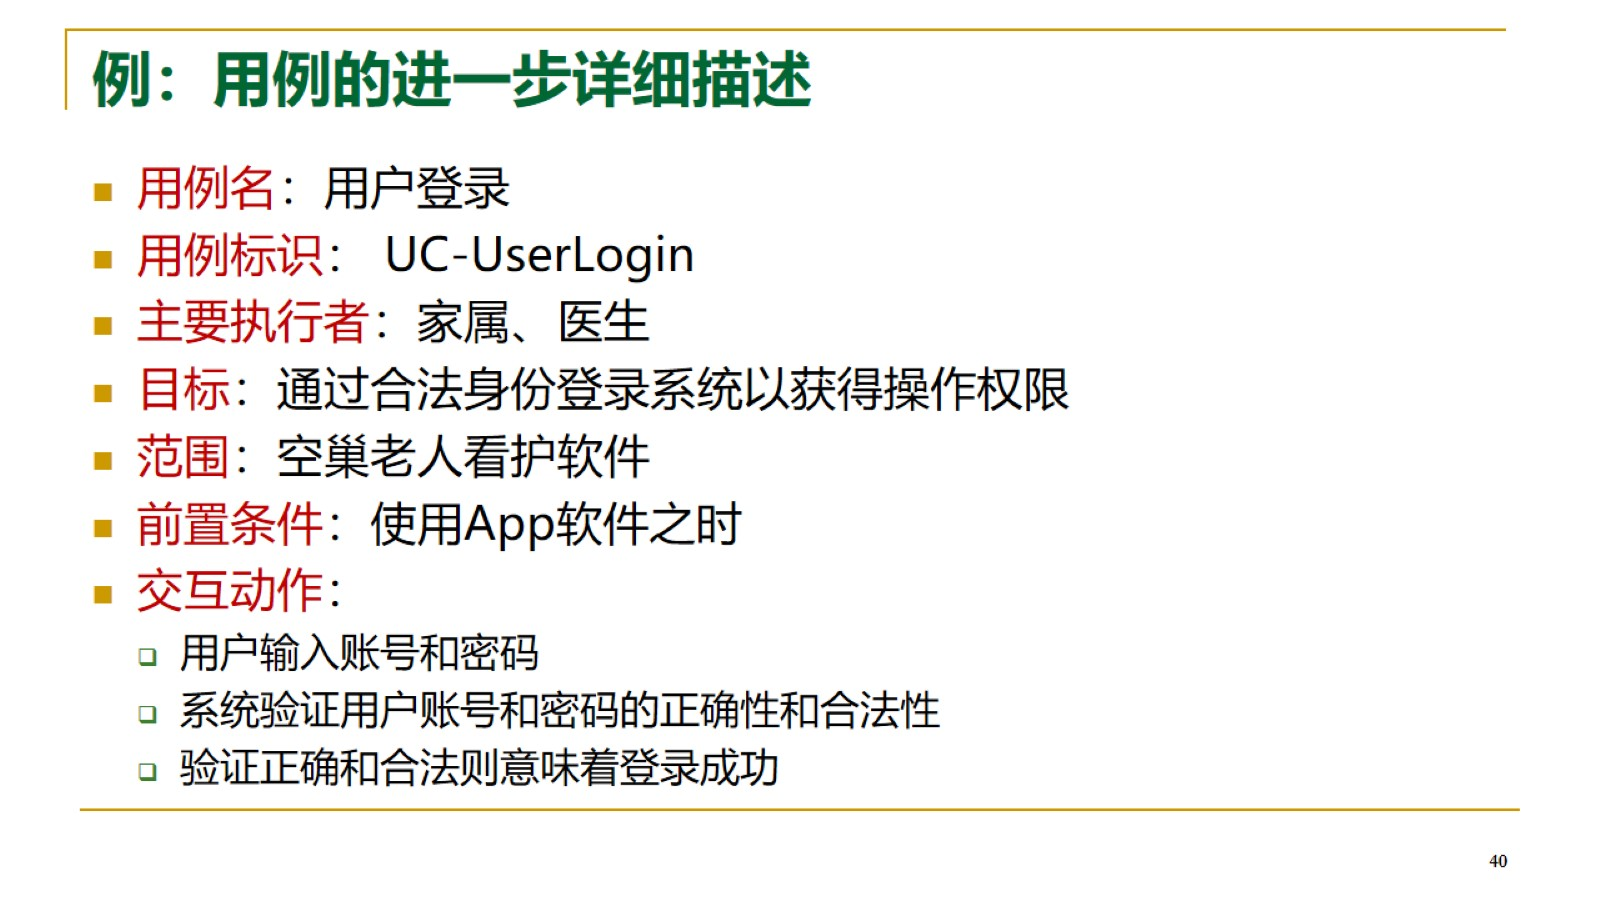 例：用例的进一步详细描述
用例名：用户登录
用例标识： UC-UserLogin
主要执行者：家属、医生
目标：通过合法身份登录系统以获得操作权限
范围：空巢老人看护软件
前置条件：使用App软件之时
交互动作：
用户输入账号和密码
系统验证用户账号和密码的正确性和合法性
验证正确和合法则意味着登录成功
40